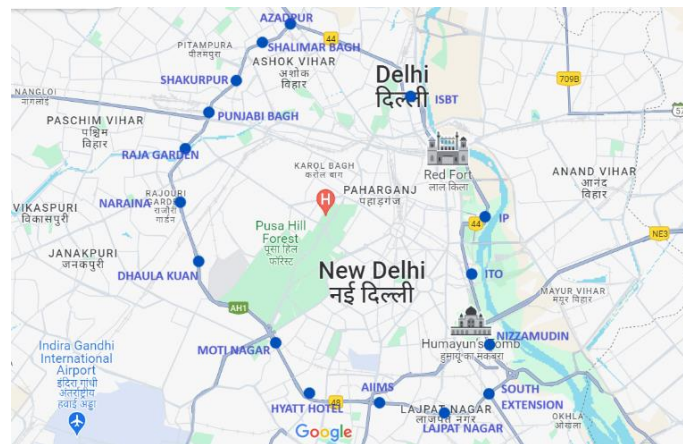 AZADPUR
PITAMPURA
पीतमपुरा
44
SHALIMAR BAGH
ASHOK VIHAR
अशोक
विहार
Delhi
दिल्ली
709B
SHAKURPUR
NANGLOI
नागलोई
ISBT
PUNJABI BAGH
PASCHIM VIHAR
पश्चिम
विहार
RAJA GARDEN
Red Fort
लाल किला
KAROL BAGH
करोल बाग
ANAND VIHAR
आनंद
विहार
PAHARGANJ
पहाड़गंज
H
NARAINA
RAJOURI
GARDEN
राजौरी
गार्डन
VIKASPURI
विकासपुरी
IP
44
Pusa Hill
Forest
पूसा हिल
फॉरेस्ट
NE3
JANAKPURI
जनकपुरी
DHAULA KUAN
New Delhi
नई दिल्ली
ITO
MAYUR VIHAR
मयूर विहार
AH1
NIZZAMUDIN
Humayun's Tomb
हुमायूँ का मकबरा
MOTI NAGAR
Indira Gandhi
International
Airport
इंदिरा गांधी
अंतर्राष्ट्रीय
हवाई अड्डा
HYATT HOTEL
48
AIIMS
SOUTH
EXTENSION
LAJPAT NAGAR
लाजपत नगर
LAJPAT NAGAR
OKHLA
ओखला
Google